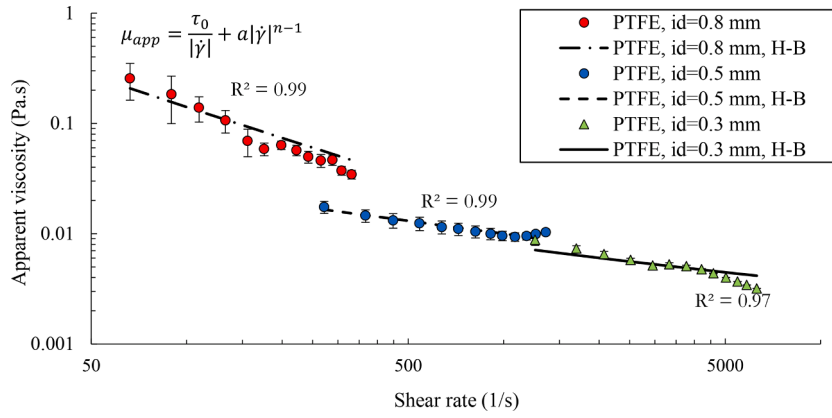 μ_app = τ_0/|γ̇| + a|γ̇|^{n−1}
PTFE, id=0.8 mm
PTFE, id=0.8 mm, H-B
PTFE, id=0.5 mm
PTFE, id=0.5 mm, H-B
PTFE, id=0.3 mm
PTFE, id=0.3 mm, H-B
R² = 0.99
R² = 0.99
R² = 0.97
Apparent viscosity (Pa.s)
1
0.1
0.01
0.001
50
500
5000
Shear rate (1/s)